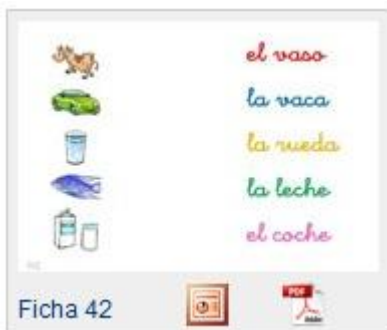 el vaso
la vaca
la rueda
la leche
el coche
Ficha 42
PDF